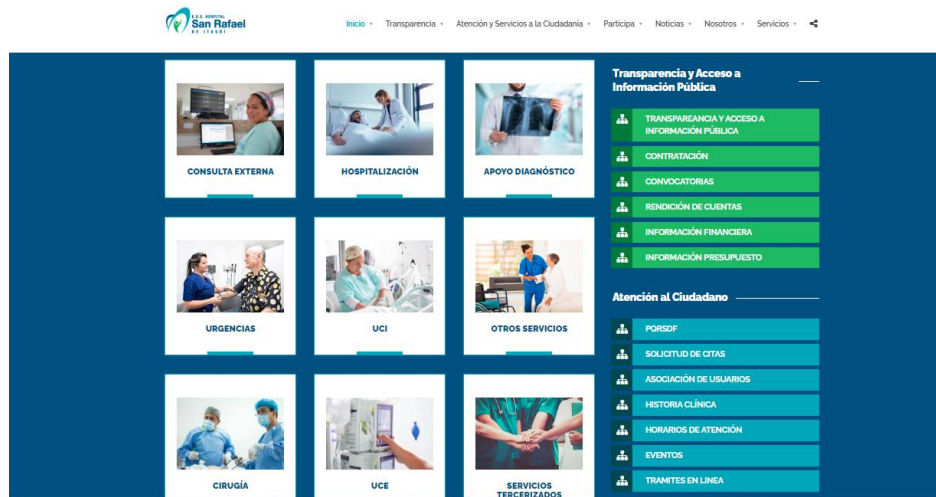 E.S.E. HOSPITAL
San Rafael
DE ITAGÜÍ
Inicio
Transparencia
Atención y Servicios a la Ciudadanía
Participa
Noticias
Nosotros
Servicios
CONSULTA EXTERNA
HOSPITALIZACIÓN
APOYO DIAGNÓSTICO
URGENCIAS
UCI
OTROS SERVICIOS
CIRUGÍA
UCE
SERVICIOS
TERCERIZADOS
Transparencia y Acceso a
Información Pública
TRANSPAREANCIA Y ACCESO A
INFORMACIÓN PÚBLICA
CONTRATACIÓN
CONVOCATORIAS
RENDICIÓN DE CUENTAS
INFORMACIÓN FINANCIERA
INFORMACIÓN PRESUPUESTO
Atención al Ciudadano
PQRSDF
SOLICITUD DE CITAS
ASOCIACIÓN DE USUARIOS
HISTORIA CLÍNICA
HORARIOS DE ATENCIÓN
EVENTOS
TRAMITES EN LINEA